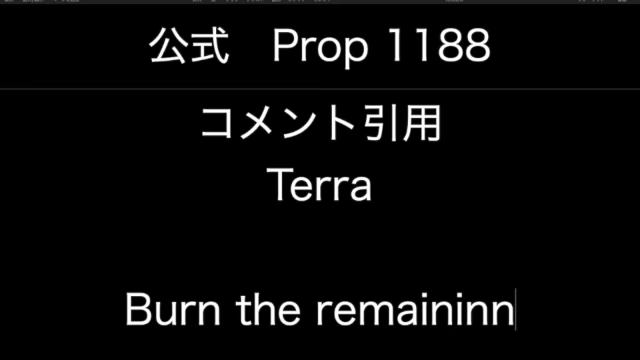 公式　Prop 1188
コメント引用
Terra
Burn the remaininn